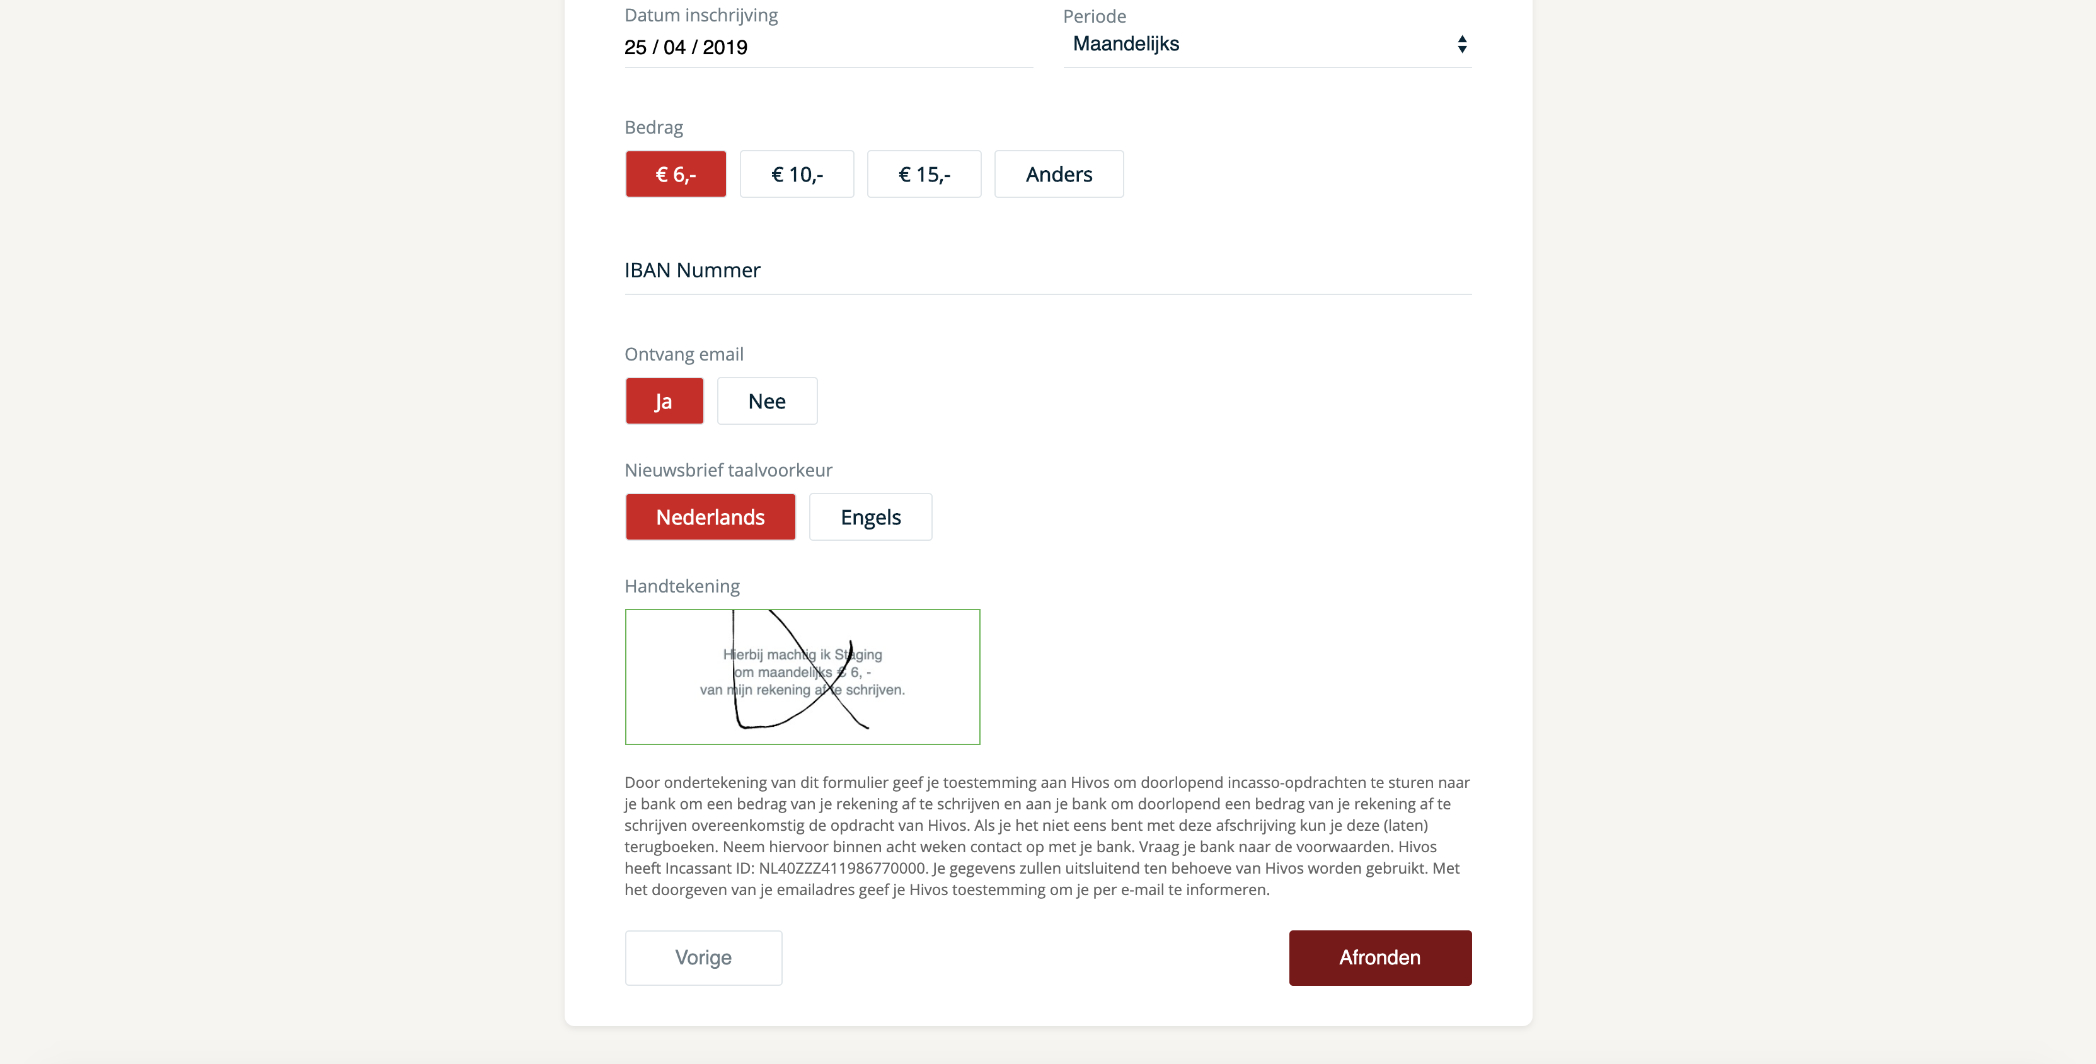 Datum inschrijving
Periode
25 / 04 / 2019
Maandelijks
Bedrag
€ 6,-
€ 10,-
€ 15,-
Anders
IBAN Nummer
Ontvang email
Ja
Nee
Nieuwsbrief taalvoorkeur
Nederlands
Engels
Handtekening
Hierbij machtig ik Staging
om maandelijks € 6, -
van mijn rekening af te schrijven.
Door ondertekening van dit formulier geef je toestemming aan Hivos om doorlopend incasso-opdrachten te sturen naar
je bank om een bedrag van je rekening af te schrijven en aan je bank om doorlopend een bedrag van je rekening af te
schrijven overeenkomstig de opdracht van Hivos. Als je het niet eens bent met deze afschrijving kun je deze (laten)
terugboeken. Neem hiervoor binnen acht weken contact op met je bank. Vraag je bank naar de voorwaarden. Hivos
heeft Incassant ID: NL40ZZZ411986770000. Je gegevens zullen uitsluitend ten behoeve van Hivos worden gebruikt. Met
het doorgeven van je emailadres geef je Hivos toestemming om je per e-mail te informeren.
Vorige
Afronden